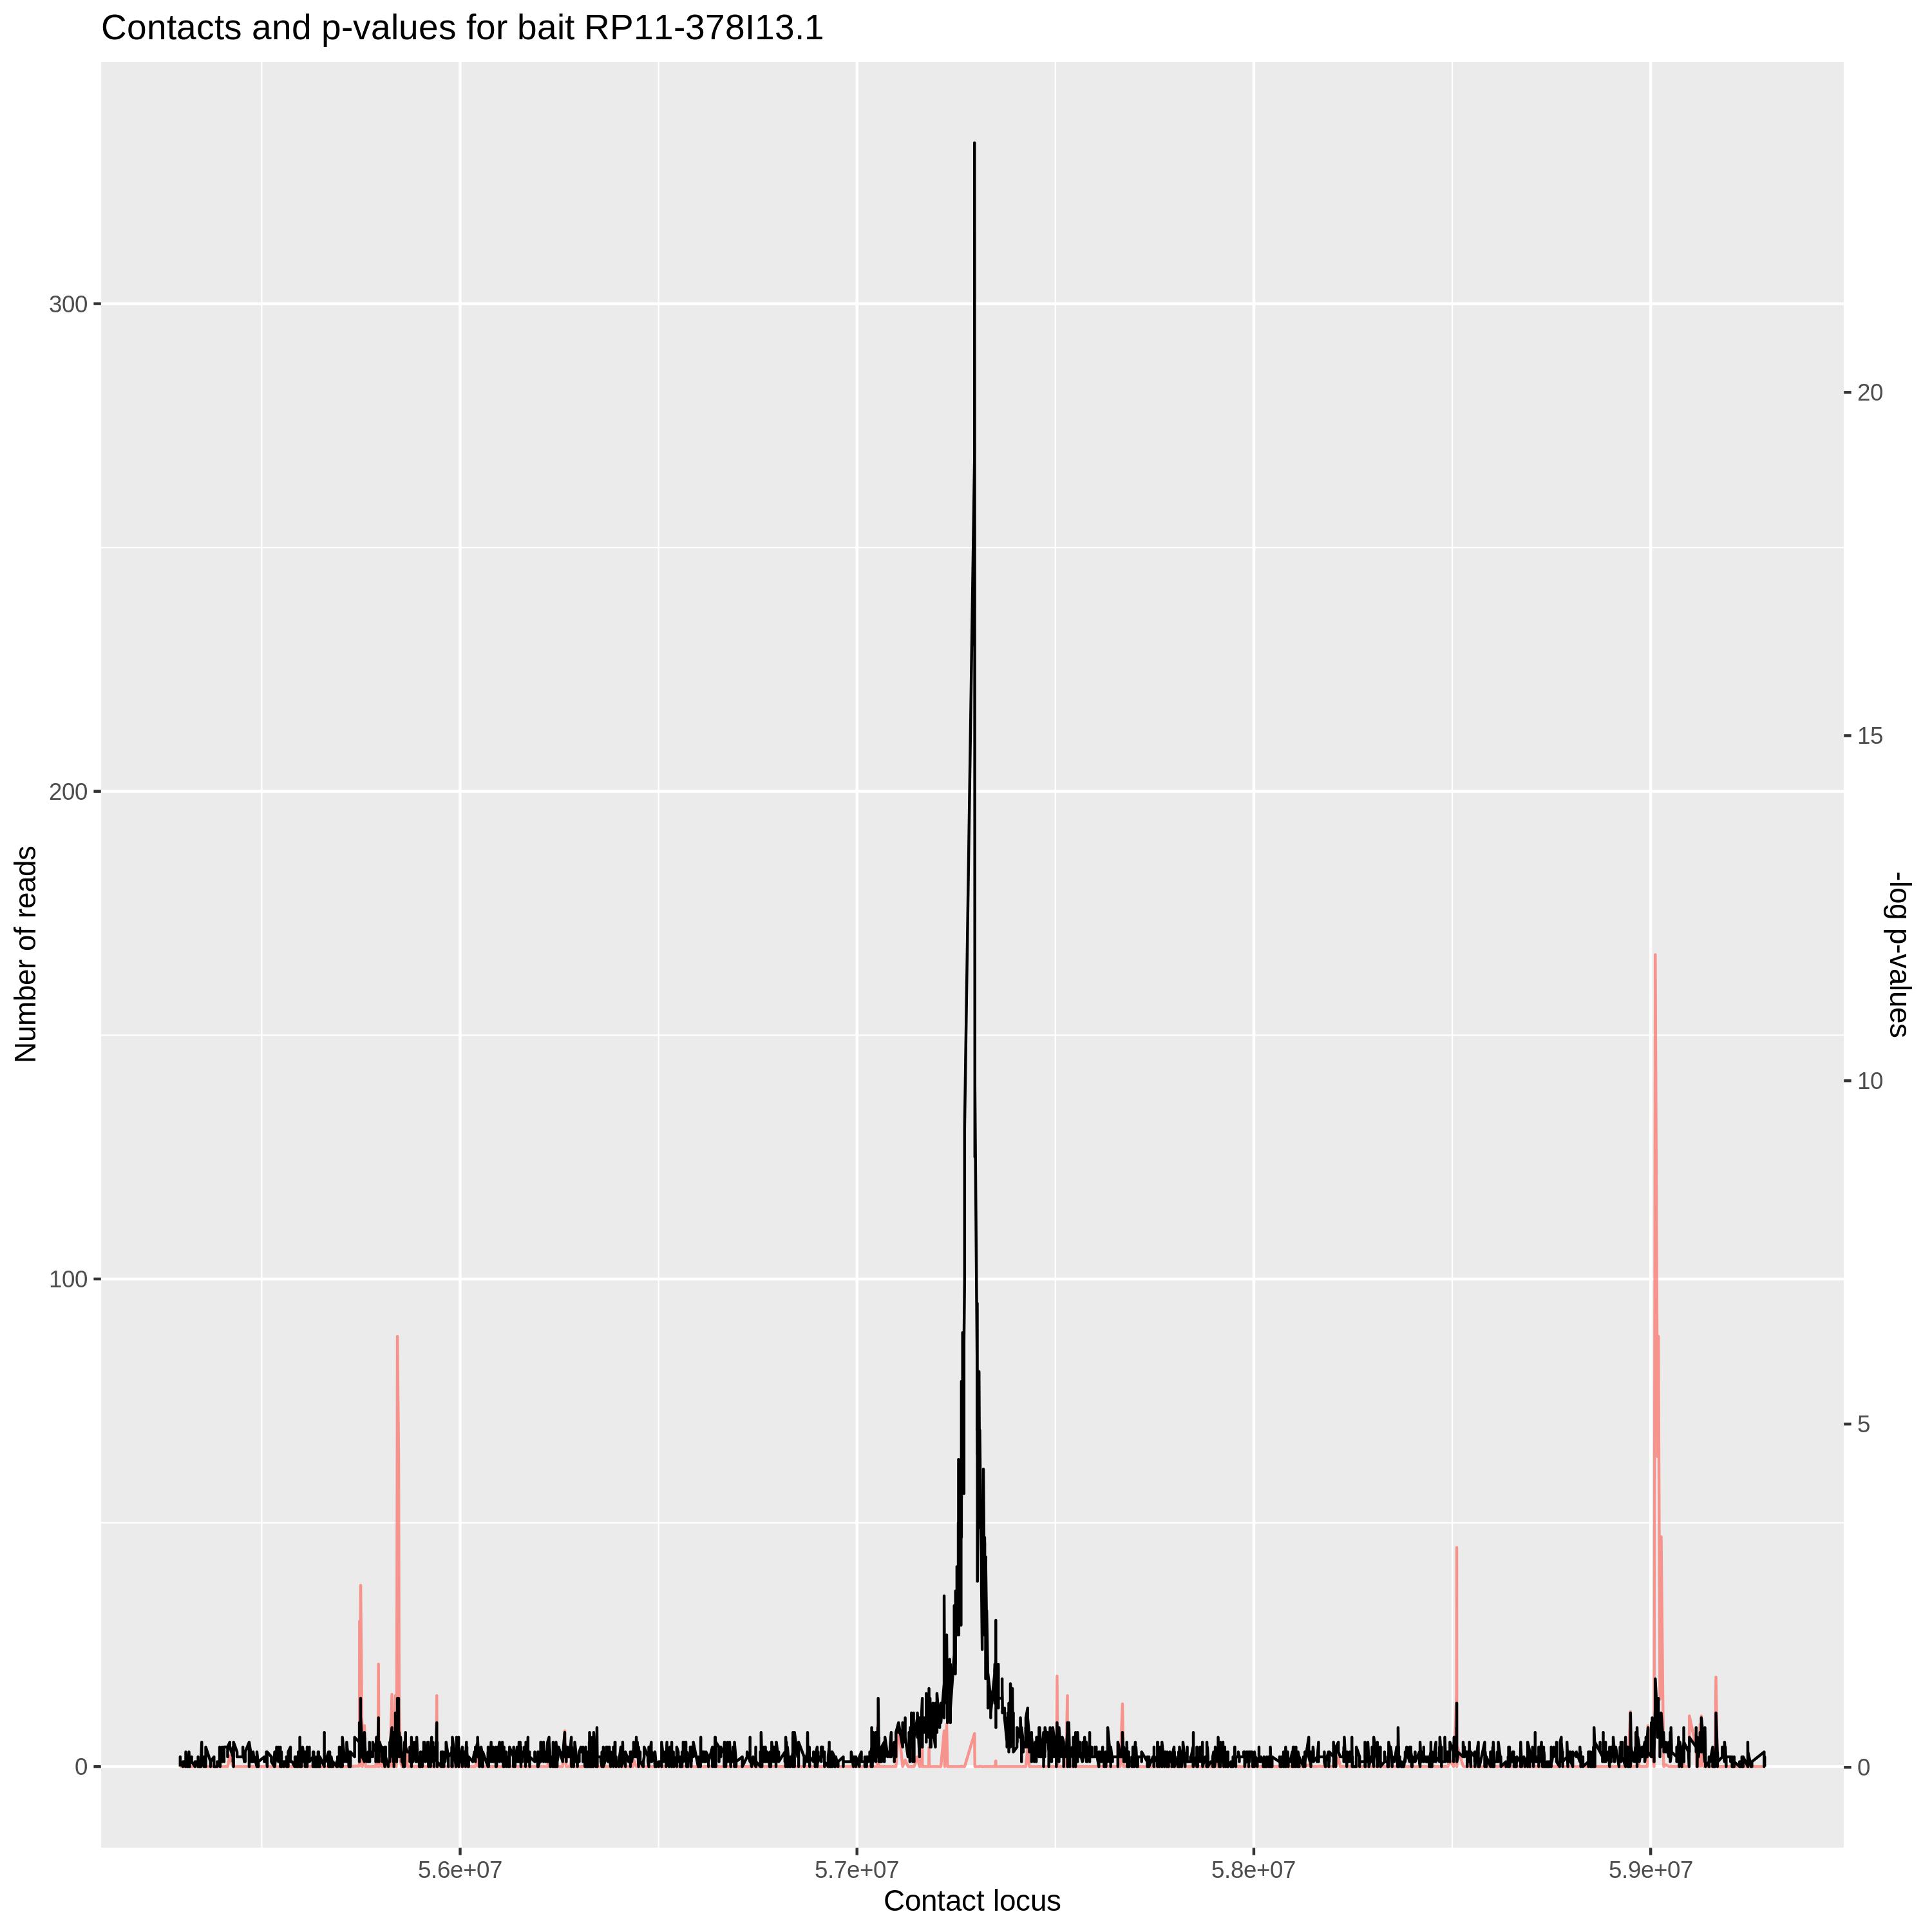 Contacts and p-values for bait RP11-378I13.1
300
200
100
0
Number of reads
20
15
10
5
0
-log p-values
5.6e+07
5.7e+07
5.8e+07
5.9e+07
Contact locus